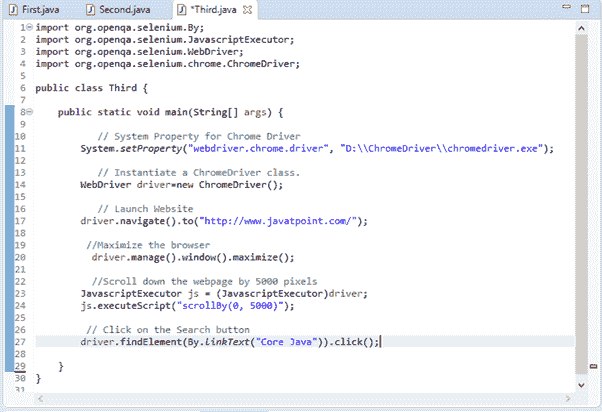 First.java Second.java *Third.java
1 import org.openqa.selenium.By;
2 import org.openqa.selenium.JavascriptExecutor;
3 import org.openqa.selenium.WebDriver;
4 import org.openqa.selenium.chrome.ChromeDriver;
5
6 public class Third {
7
8 public static void main(String[] args) {
9
10 // System Property for Chrome Driver
11 System.setProperty("webdriver.chrome.driver", "D:\\ChromeDriver\\chromedriver.exe");
12
13 // Instantiate a ChromeDriver class.
14 WebDriver driver=new ChromeDriver();
15
16 // Launch Website
17 driver.navigate().to("http://www.javatpoint.com/");
18
19 //Maximize the browser
20 driver.manage().window().maximize();
21
22 //Scroll down the webpage by 5000 pixels
23 JavascriptExecutor js = (JavascriptExecutor)driver;
24 js.executeScript("scrollBy(0, 5000)");
25
26 // Click on the Search button
27 driver.findElement(By.linkText("Core Java")).click();
28
29 }
30 }
31